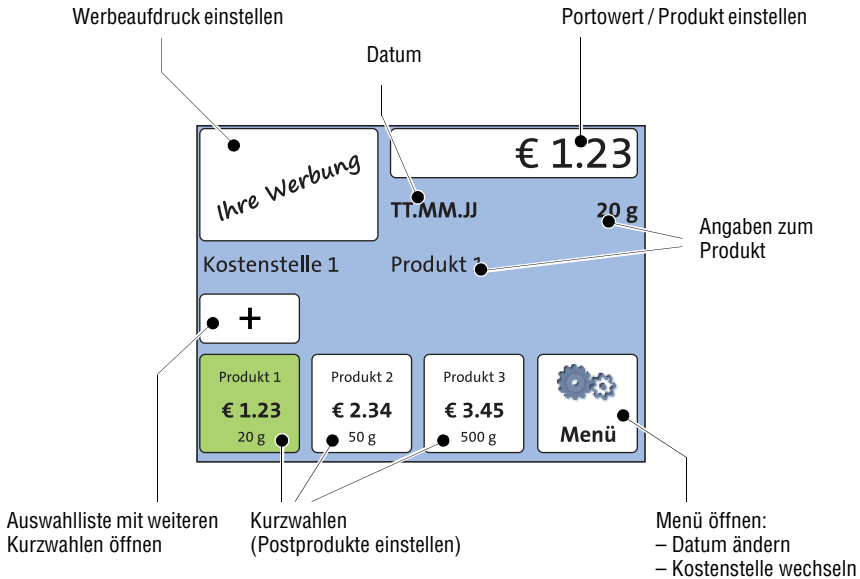 Werbeaufdruck einstellen
Portowert / Produkt einstellen
Datum
€ 1.23
Ihre Werbung
TT.MM.JJ
20 g
Angaben zum
Produkt
Kostenstelle 1
Produkt 1
+
Produkt 1
€ 1.23
20 g
Produkt 2
€ 2.34
50 g
Produkt 3
€ 3.45
500 g
Menü
Auswahlliste mit weiteren
Kurzwahlen öffnen
Kurzwahlen
(Postprodukte einstellen)
Menü öffnen:
– Datum ändern
– Kostenstelle wechseln